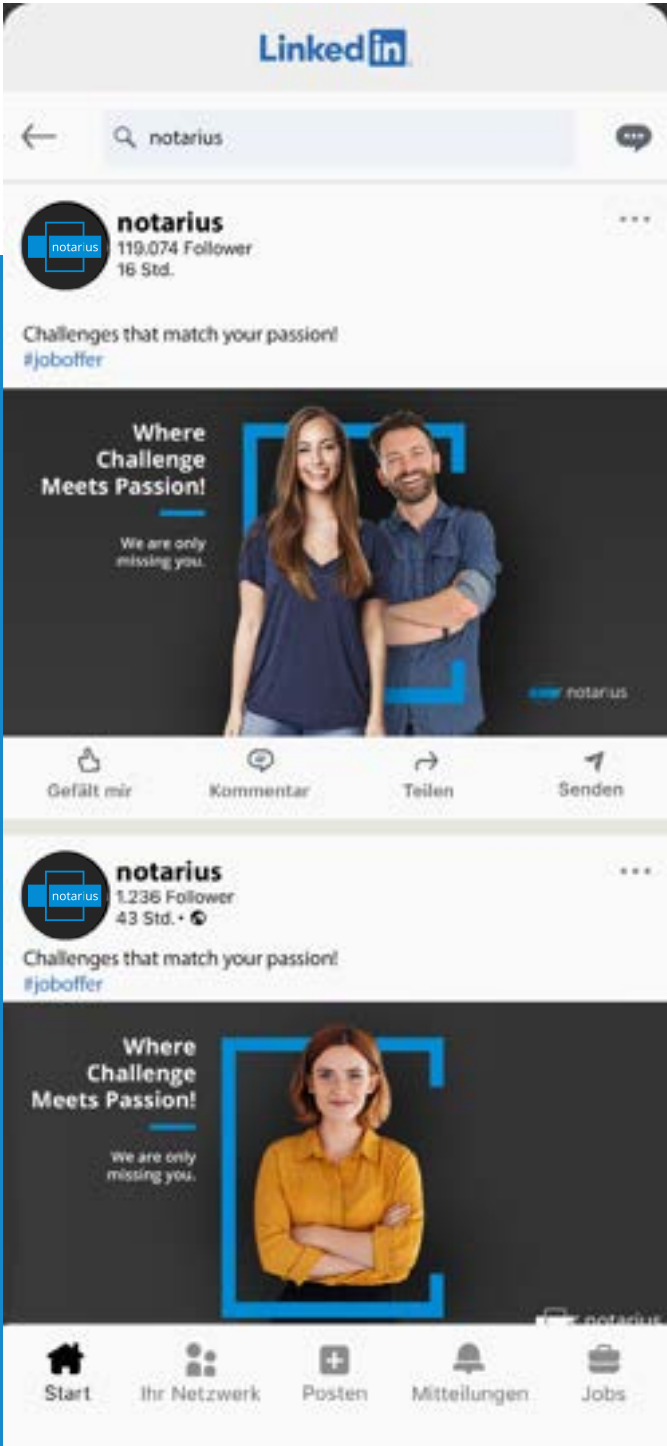 Linked in
notarius
notarius
notarius
119.074 Follower
16 Std.
Challenges that match your passion!
#joboffer
Where
Challenge
Meets Passion!
We are only
missing you.
notarius
Gefält mir
Kommentar
Teilen
Senden
notarius
notarius
1.236 Follower
43 Std. •
Challenges that match your passion!
#joboffer
Where
Challenge
Meets Passion!
We are only
missing you.
notarius
Start
Ihr Netzwerk
Posten
Mitteilungen
Jobs